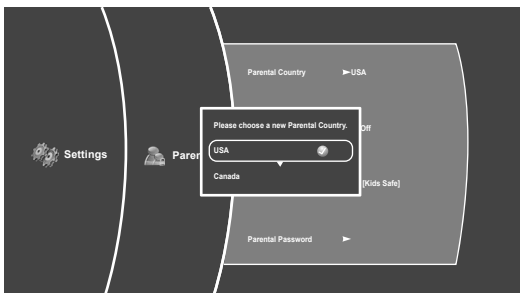 Parental Country ►USA
Please choose a new Parental Country.
Off
USA
Settings
Paren
Canada
[Kids Safe]
Parental Password ►